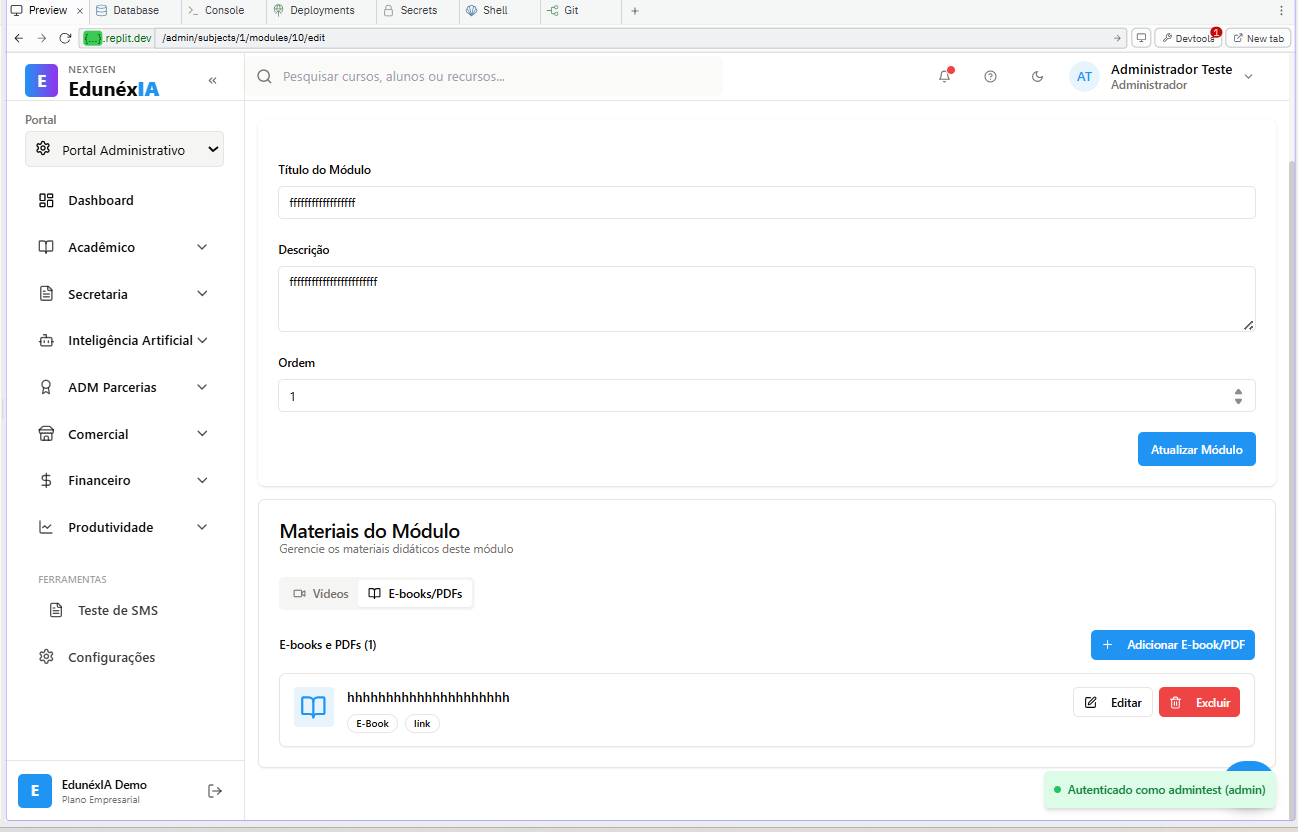 Preview
Database
Console
Deployments
Secrets
Shell
Git
{...}.replit.dev
/admin/subjects/1/modules/10/edit
Devtools
1
New tab
E
NEXTGEN
EdunéxIA
«
Pesquisar cursos, alunos ou recursos...
AT
Administrador Teste
Administrador
Portal
Portal Administrativo
Dashboard
Acadêmico
Secretaria
Inteligência Artificial
ADM Parcerias
Comercial
Financeiro
Produtividade
FERRAMENTAS
Teste de SMS
Configurações
E
EdunéxIA Demo
Plano Empresarial
Título do Módulo
ffffffffffffffffff
Descrição
ffffffffffffffffffffffff
Ordem
1
Atualizar Módulo
Materiais do Módulo
Gerencie os materiais didáticos deste módulo
Vídeos
E-books/PDFs
E-books e PDFs (1)
+ Adicionar E-book/PDF
hhhhhhhhhhhhhhhhhhhhh
E-Book
link
Editar
Excluir
Autenticado como admintest (admin)